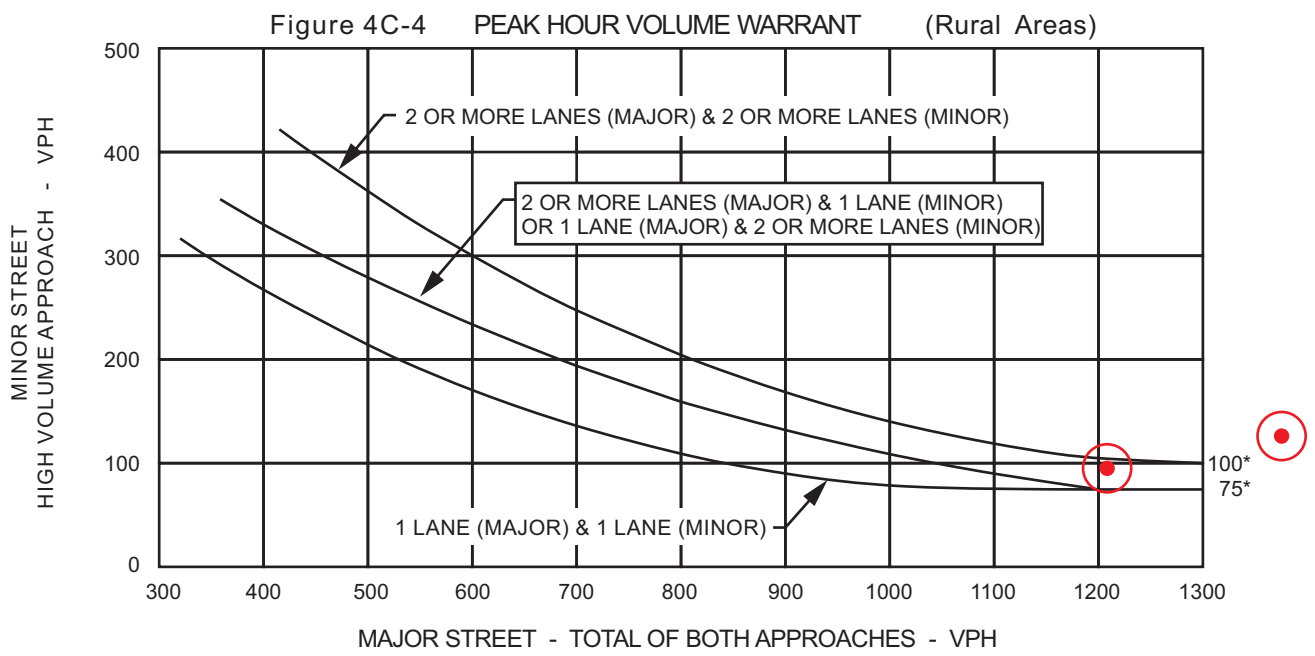 Figure 4C-4 PEAK HOUR VOLUME WARRANT (Rural Areas)
MINOR STREET
HIGH VOLUME APPROACH - VPH
500
400
300
200
100
0
2 OR MORE LANES (MAJOR) & 2 OR MORE LANES (MINOR)
2 OR MORE LANES (MAJOR) & 1 LANE (MINOR)
OR 1 LANE (MAJOR) & 2 OR MORE LANES (MINOR)
1 LANE (MAJOR) & 1 LANE (MINOR)
100*
75*
300 400 500 600 700 800 900 1000 1100 1200 1300
MAJOR STREET - TOTAL OF BOTH APPROACHES - VPH